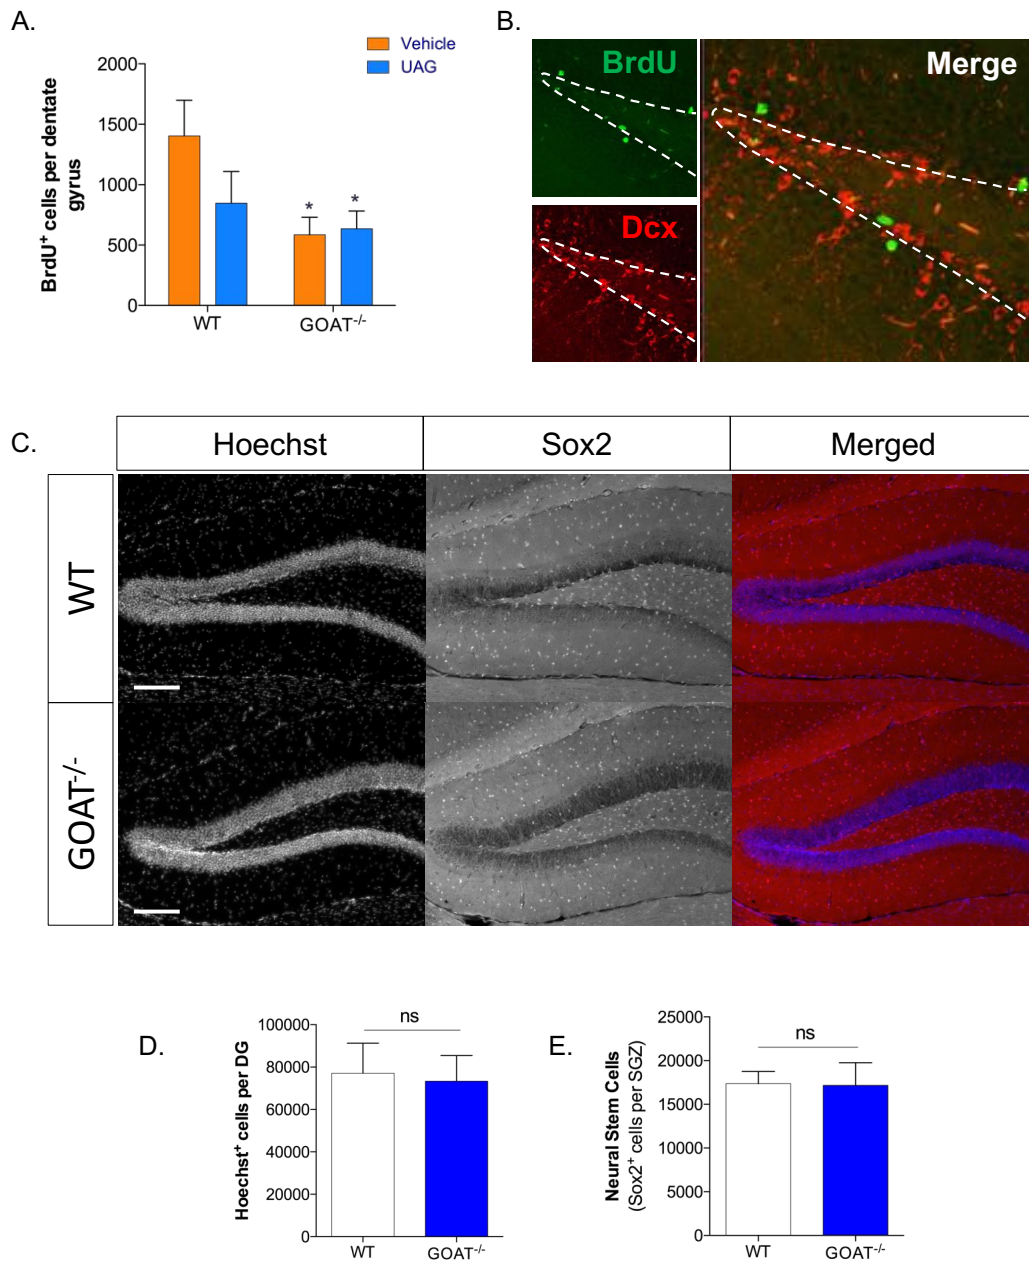 A.
Vehicle
UAG
BrdU⁺ cells per dentate
gyrus
2000
1500
1000
500
0
*
*
WT
GOAT⁻/⁻
B.
BrdU
Dcx
Merge
C.
Hoechst
Sox2
Merged
WT
GOAT⁻/⁻
D.
Hoechst⁺ cells per DG
100000
80000
60000
40000
20000
0
ns
WT
GOAT⁻/⁻
E.
Neural Stem Cells
(Sox2⁺ cells per SGZ)
25000
20000
15000
10000
5000
0
ns
WT
GOAT⁻/⁻